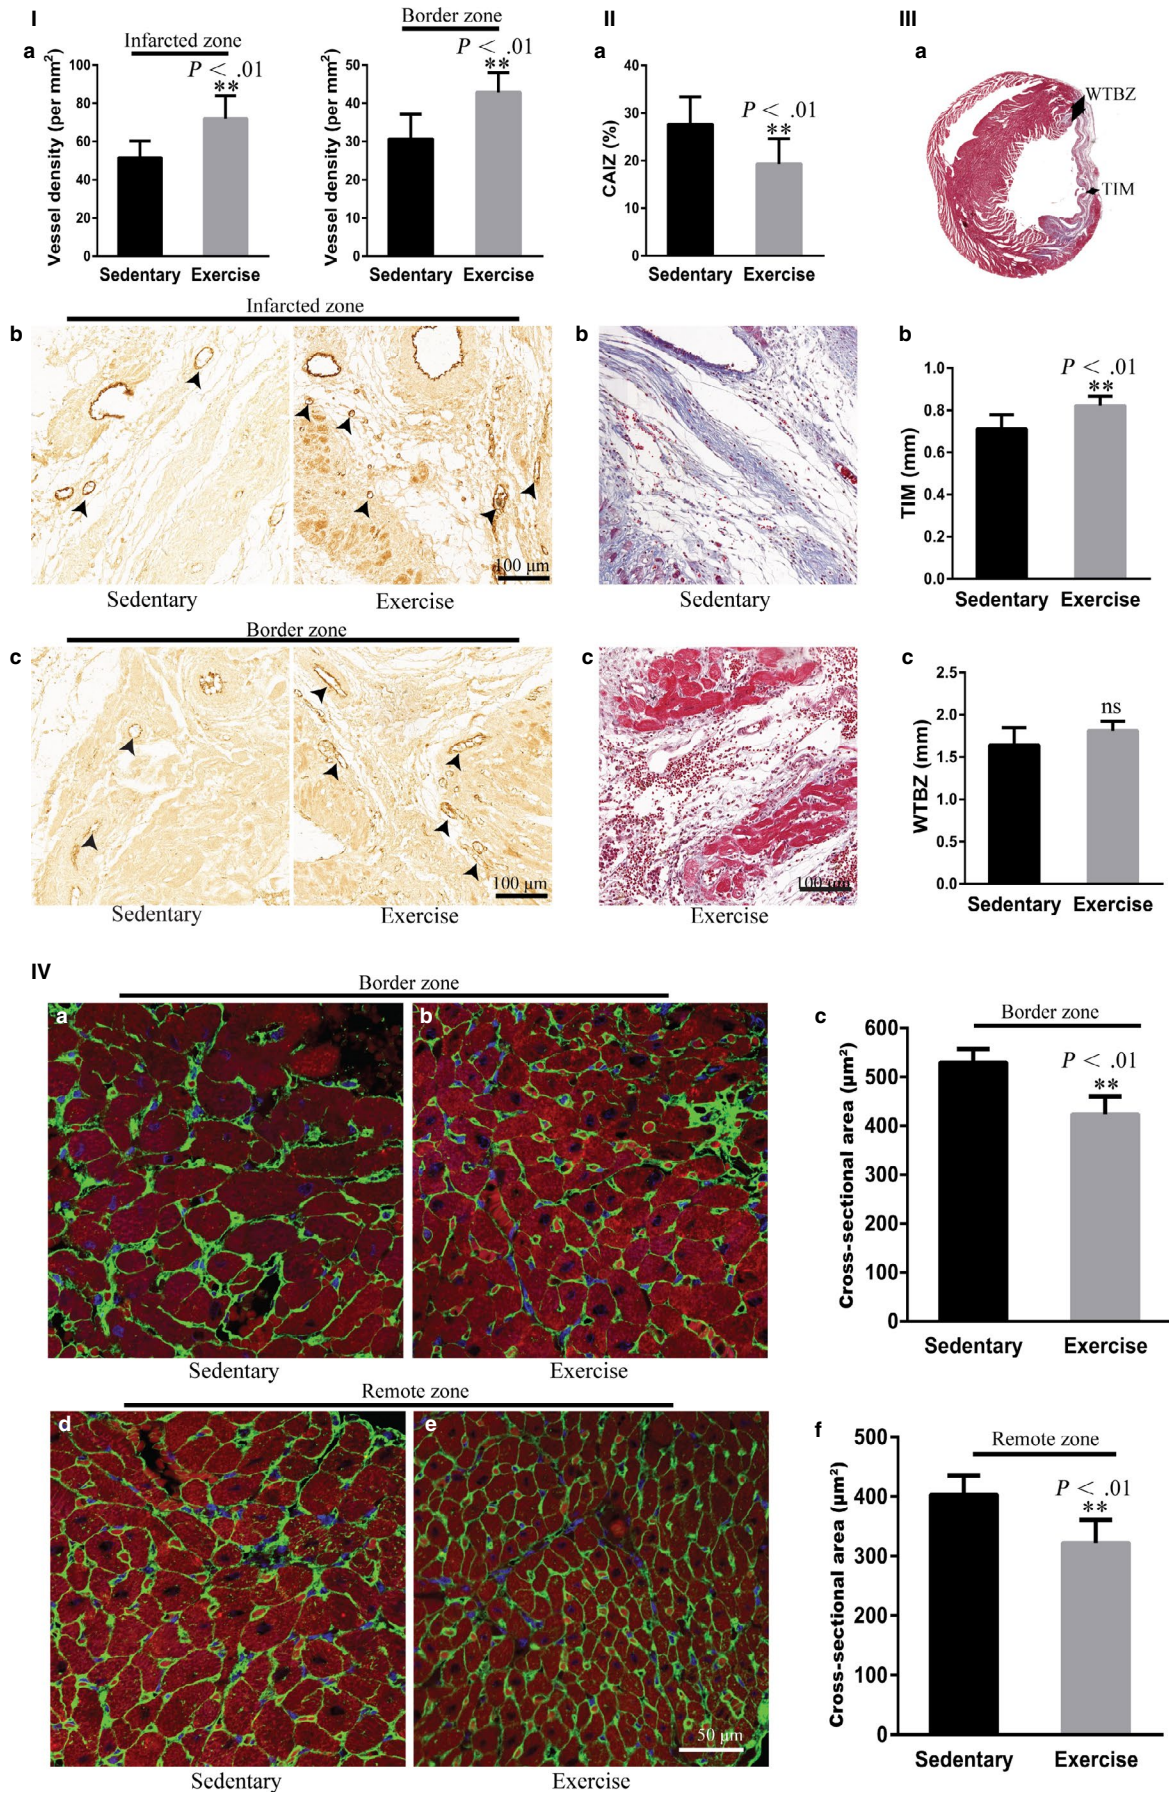 I
a
Infarcted zone
P < .01
**
Vessel density (per mm²)
100
80
60
40
20
0
Sedentary Exercise
Border zone
P < .01
**
Vessel density (per mm²)
50
40
30
20
10
0
Sedentary Exercise
II
a
P < .01
**
CAIZ (%)
40
30
20
10
0
Sedentary Exercise
III
a
WTBZ
TIM
b
Infarcted zone
100 µm
Sedentary
Exercise
b
Sedentary
b
P < .01
**
TIM (mm)
1.0
0.8
0.6
0.4
0.2
0.0
Sedentary Exercise
c
Border zone
100 µm
Sedentary
Exercise
c
100 µm
Exercise
c
ns
WTBZ (mm)
2.5
2.0
1.5
1.0
0.5
0.0
Sedentary Exercise
IV
Border zone
a
b
Sedentary
Exercise
c
Border zone
P < .01
**
Cross-sectional area (µm²)
600
500
400
300
200
100
0
Sedentary Exercise
Remote zone
d
e
50 µm
Sedentary
Exercise
f
Remote zone
P < .01
**
Cross-sectional area (µm²)
500
400
300
200
100
0
Sedentary Exercise